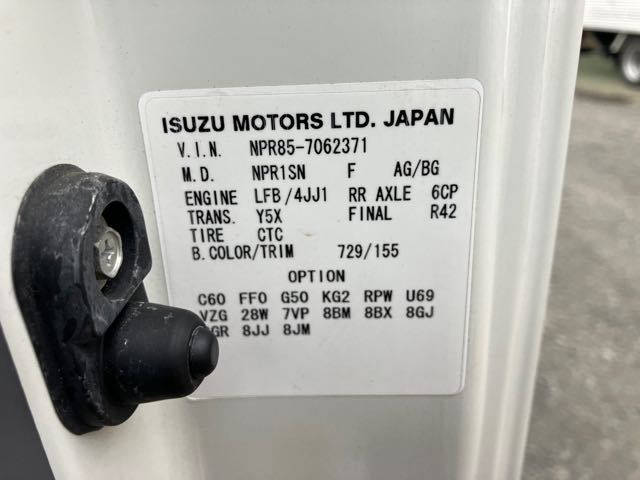 ISUZU MOTORS LTD. JAPAN
V.I.N. NPR85-7062371
M.D. NPR1SN F AG/BG
ENGINE LFB/4JJ1 RR AXLE 6CP
TRANS. Y5X FINAL R42
TIRE CTC
B.COLOR/TRIM 729/155
OPTION
C60 FF0 G50 KG2 RPW U69
VZG 28W 7VP 8BM 8BX 8GJ
8JJ 8JM